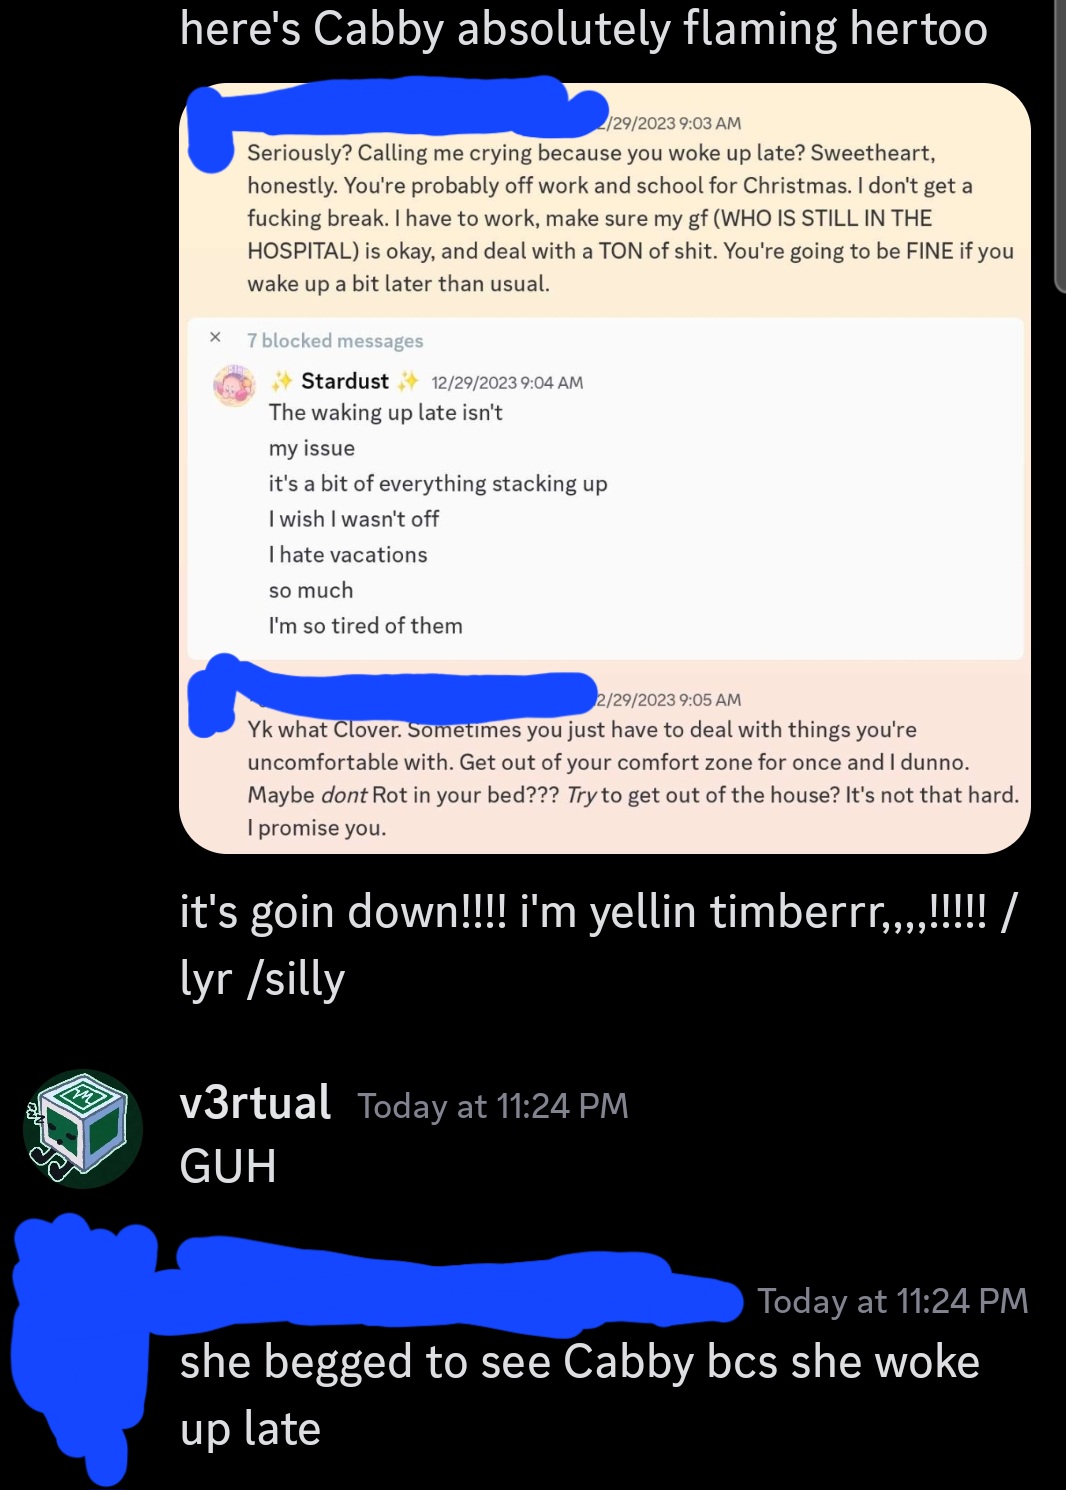 here's Cabby absolutely flaming hertoo
2/29/2023 9:03 AM
Seriously? Calling me crying because you woke up late? Sweetheart,
honestly. You're probably off work and school for Christmas. I don't get a
fucking break. I have to work, make sure my gf (WHO IS STILL IN THE
HOSPITAL) is okay, and deal with a TON of shit. You're going to be FINE if you
wake up a bit later than usual.
7 blocked messages
✨ Stardust ✨ 12/29/2023 9:04 AM
The waking up late isn't
my issue
it's a bit of everything stacking up
I wish I wasn't off
I hate vacations
so much
I'm so tired of them
2/29/2023 9:05 AM
Yk what Clover. Sometimes you just have to deal with things you're
uncomfortable with. Get out of your comfort zone for once and I dunno.
Maybe dont Rot in your bed??? Try to get out of the house? It's not that hard.
I promise you.
it's goin down!!!! i'm yellin timberrr,,,,!!!!! /
lyr /silly
v3rtual Today at 11:24 PM
GUH
Today at 11:24 PM
she begged to see Cabby bcs she woke
up late